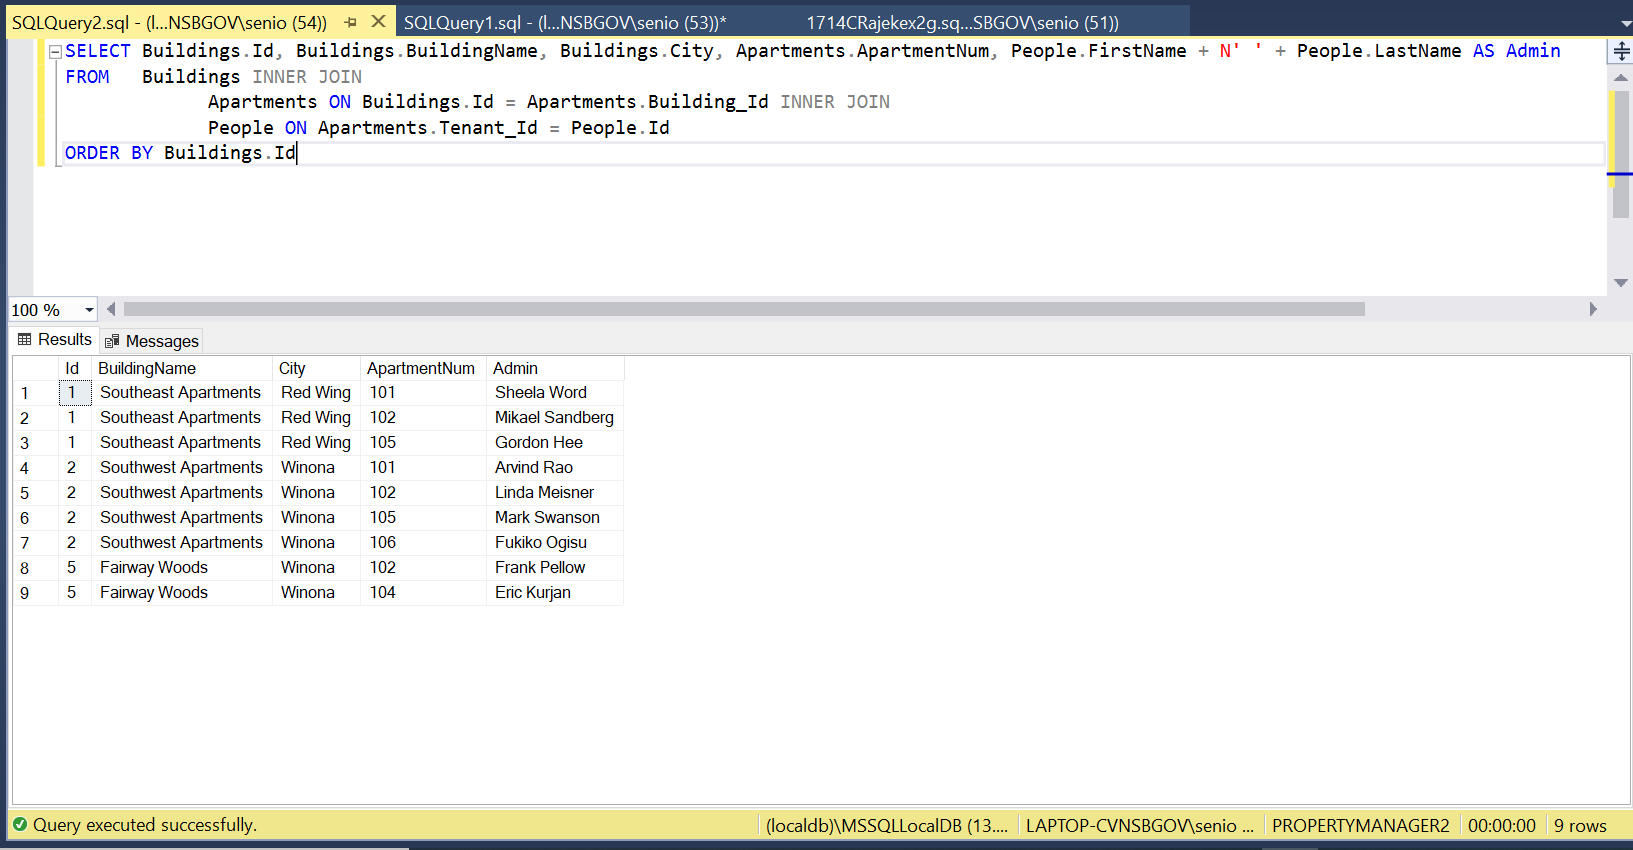 SQLQuery2.sql - (l...NSBGOV\senio (54)) SQLQuery1.sql - (l...NSBGOV\senio (53))* 1714CRajekex2g.sq...SBGOV\senio (51))
SELECT Buildings.Id, Buildings.BuildingName, Buildings.City, Apartments.ApartmentNum, People.FirstName + N' ' + People.LastName AS Admin
FROM Buildings INNER JOIN
Apartments ON Buildings.Id = Apartments.Building_Id INNER JOIN
People ON Apartments.Tenant_Id = People.Id
ORDER BY Buildings.Id
100 %
Results Messages
Id BuildingName City ApartmentNum Admin
1 1 Southeast Apartments Red Wing 101 Sheela Word
2 1 Southeast Apartments Red Wing 102 Mikael Sandberg
3 1 Southeast Apartments Red Wing 105 Gordon Hee
4 2 Southwest Apartments Winona 101 Arvind Rao
5 2 Southwest Apartments Winona 102 Linda Meisner
6 2 Southwest Apartments Winona 105 Mark Swanson
7 2 Southwest Apartments Winona 106 Fukiko Ogisu
8 5 Fairway Woods Winona 102 Frank Pellow
9 5 Fairway Woods Winona 104 Eric Kurjan
Query executed successfully. (localdb)\MSSQLLocalDB (13.... LAPTOP-CVNSBGOV\senio ... PROPERTYMANAGER2 00:00:00 9 rows